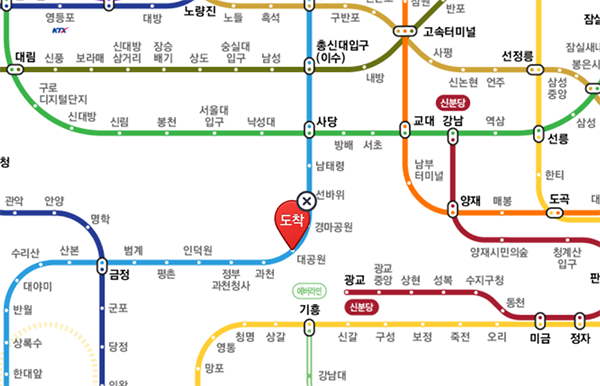 노량진
영등포
KTX
대방
노들
흑석
구반포
반포
고속터미널
사평
신논현
언주
선정릉
삼성
중앙
봉은사
잠실새내
삼성
대림
신풍
보라매
신대방
삼거리
장승
배기
상도
숭실대
입구
남성
총신대입구
(이수)
내방
구로
디지털단지
신대방
신림
봉천
서울대
입구
낙성대
사당
방배
서초
교대
신분당
강남
역삼
선릉
한티
도곡
남부
터미널
양재
매봉
양재시민의숲
청계산
입구
남태령
선바위
도착
경마공원
대공원
관악
안양
명학
수리산
산본
금정
범계
평촌
인덕원
정부
과천청사
과천
대야미
반월
상록수
한대앞
군포
당정
의왕
에버라인
기흥
강남대
광교
신분당
광교
중앙
상현
성복
수지구청
동천
미금
정자
판
망포
영통
청명
상갈
신갈
구성
보정
죽전
오리